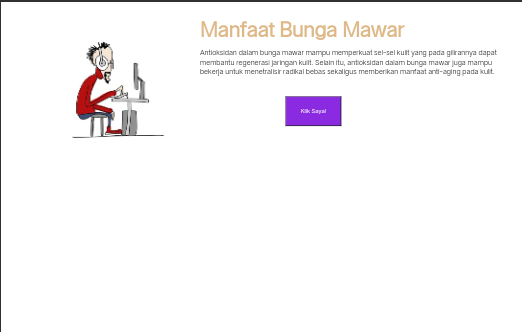 Manfaat Bunga Mawar
Antioksidan dalam bunga mawar mampu memperkuat sel-sel kulit yang pada gilirannya dapat
membantu regenerasi jaringan kulit. Selain itu, antioksidan dalam bunga mawar juga mampu
bekerja untuk menetralisir radikal bebas sekaligus memberikan manfaat anti-aging pada kulit.
Klik Saya!